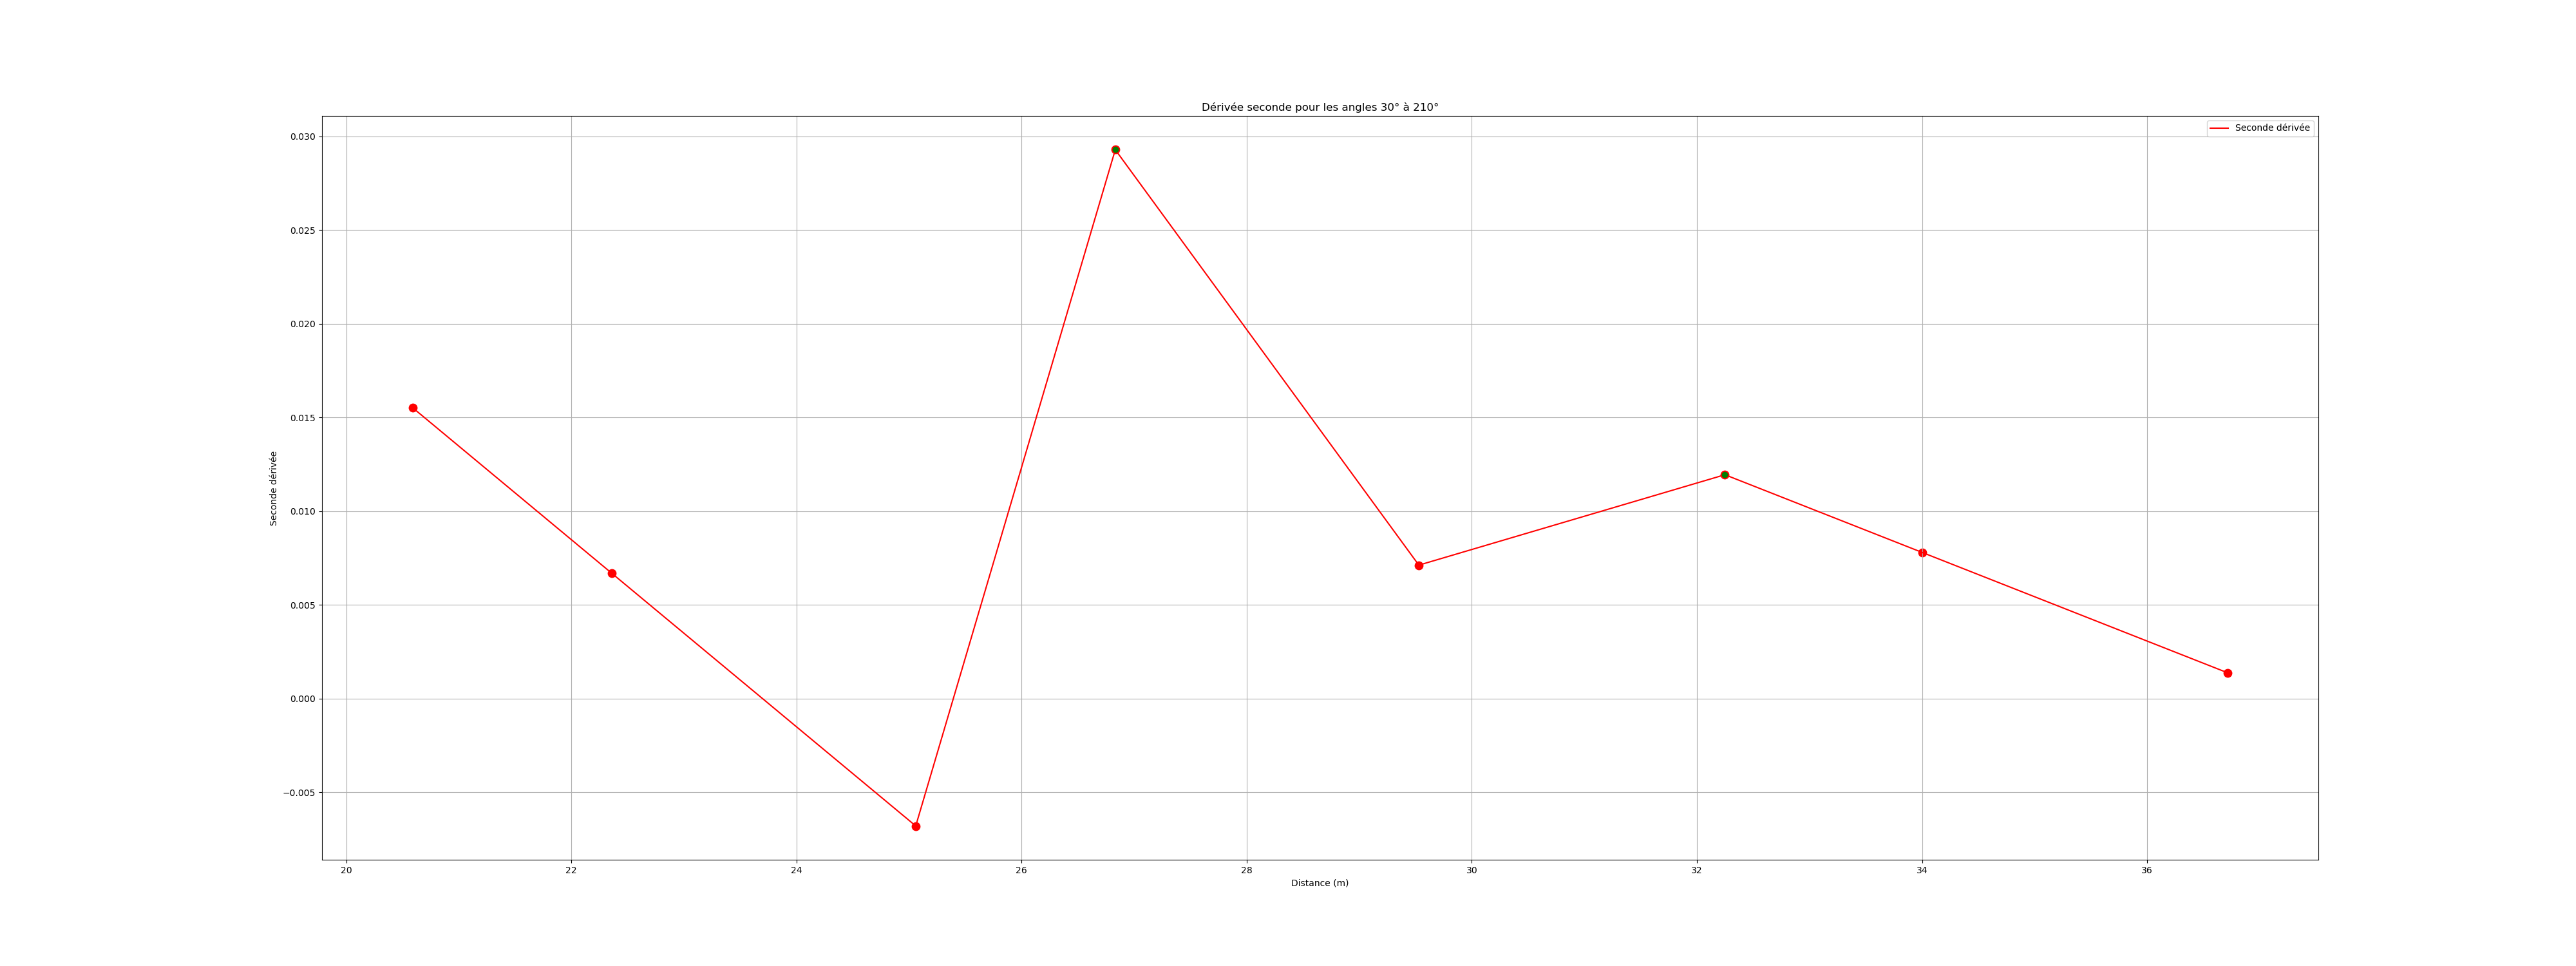 Dérivée seconde pour les angles 30° à 210°
Seconde dérivée
0.030
0.025
0.020
0.015
0.010
0.005
0.000
−0.005
Seconde dérivée
20 22 24 26 28 30 32 34 36
Distance (m)